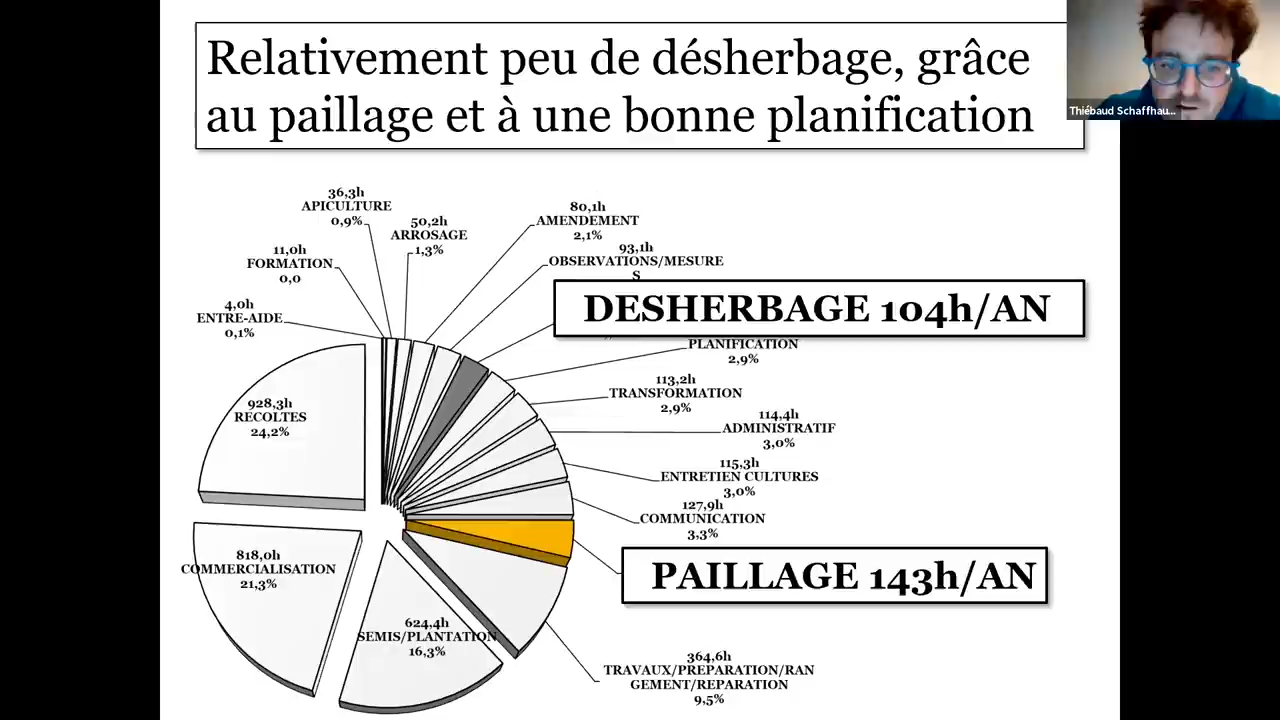 Relativement peu de désherbage, grâce
au paillage et à une bonne planification
Thiébaud Schaffhau...
36,3h
APICULTURE
0,9%
50,2h
ARROSAGE
1,3%
80,1h
AMENDEMENT
2,1%
93,1h
OBSERVATIONS/MESURE
S
11,0h
FORMATION
0,0
4,0h
ENTRE-AIDE
0,1%
DESHERBAGE 104h/AN
PLANIFICATION
2,9%
113,2h
TRANSFORMATION
2,9%
114,4h
ADMINISTRATIF
3,0%
115,3h
ENTRETIEN CULTURES
3,0%
127,9h
COMMUNICATION
3,3%
928,3h
RECOLTES
24,2%
PAILLAGE 143h/AN
818,0h
COMMERCIALISATION
21,3%
624,4h
SEMIS/PLANTATION
16,3%
364,6h
TRAVAUX/PREPARATION/RAN
GEMENT/REPARATION
9,5%